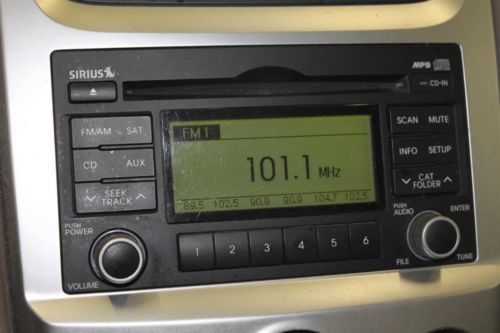 SIRIUS
MP3
CD-IN
FM/AM SAT
SCAN MUTE
FM1
CD AUX
INFO SETUP
101.1 MHz
SEEK
TRACK
CAT
FOLDER
89.5 102.5 90.9 90.9 104.7 102.5
PUSH
POWER
PUSH
AUDIO
ENTER
1 2 3 4 5 6
VOLUME
FILE
TUNE